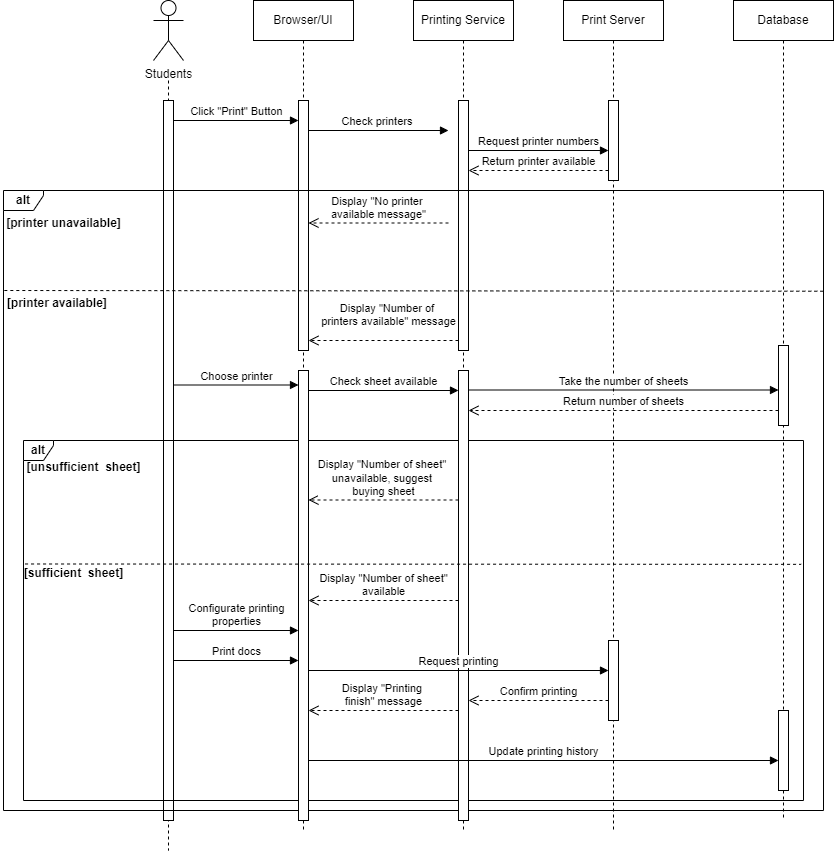 Students
Browser/UI
Printing Service
Print Server
Database
Click "Print" Button
Check printers
Request printer numbers
Return printer available
alt
[printer unavailable]
Display "No printer
available message"
[printer available]
Display "Number of
printers available" message
Choose printer
Check sheet available
Take the number of sheets
Return number of sheets
alt
[unsufficient  sheet]
Display "Number of sheet"
unavailable, suggest
buying sheet
[sufficient  sheet]
Display "Number of sheet"
available
Configurate printing
properties
Print docs
Request printing
Display "Printing
finish" message
Confirm printing
Update printing history